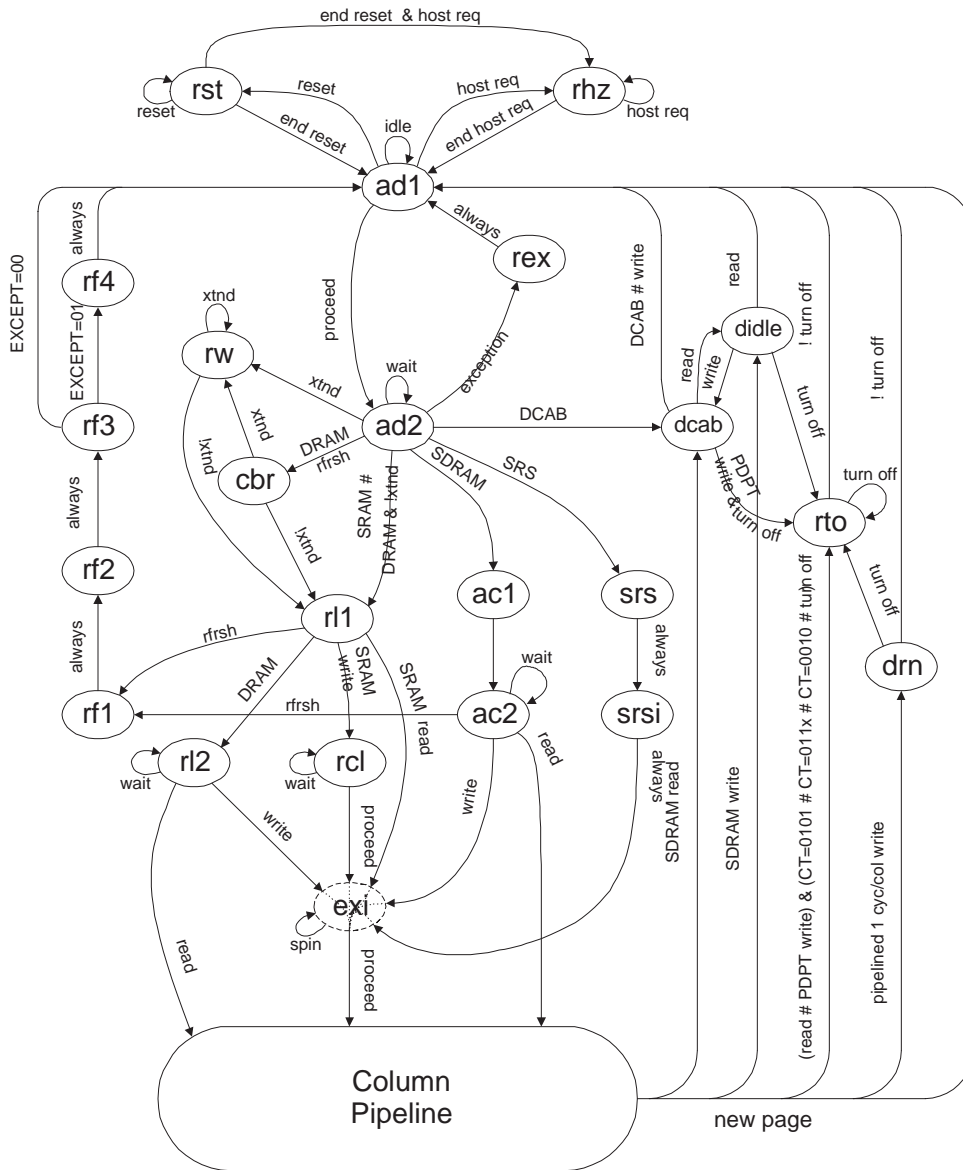 end reset & host req
rst
rhz
reset
reset
host req
host req
end reset
end host req
idle
ad1
always
rex
always
rf4
EXCEPT=00
EXCEPT=01
proceed
exception
DCAB # write
read
! turn off
! turn off
xtnd
rw
didle
read
write
wait
xtnd
ad2
DCAB
dcab
rf3
xtnd
DRAM
rfrsh
cbr
SDRAM
SRS
turn off
PDPT
write & turn off
turn off
rto
!xtnd
SRAM #
DRAM & !xtnd
always
!xtnd
rf2
ac1
srs
turn off
rl1
rfrsh
always
always
drn
DRAM
SRAM
write
SRAM read
wait
rf1
rfrsh
ac2
srsi
read
rl2
wait
rcl
wait
write
always
SDRAM read
SDRAM write
(read # PDPT write) & (CT=0101 # CT=011x # CT=0010 # turn off
pipelined 1 cyc/col write
write
proceed
exi
spin
read
proceed
Column
Pipeline
new page